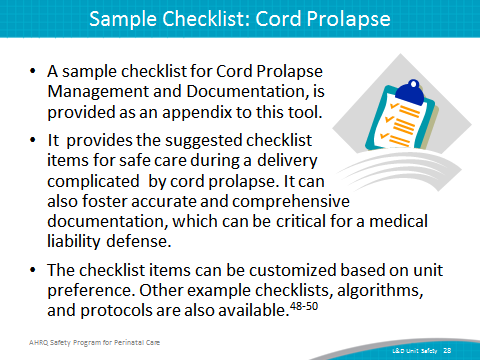 Sample Checklist: Cord Prolapse
• A sample checklist for Cord Prolapse
Management and Documentation, is
provided as an appendix to this tool.
• It provides the suggested checklist
items for safe care during a delivery
complicated by cord prolapse. It can
also foster accurate and comprehensive
documentation, which can be critical for a medical
liability defense.
• The checklist items can be customized based on unit
preference. Other example checklists, algorithms,
and protocols are also available.48-50
AHRQ Safety Program for Perinatal Care
L&D Unit Safety 28